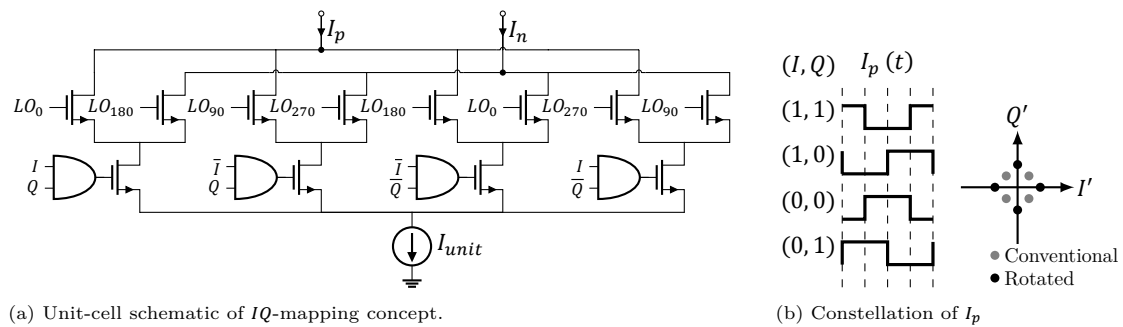 I_p
I_n
LO_0
LO_180
LO_90
LO_270
LO_180
LO_0
LO_270
LO_90
I
Q
I̅
Q
I̅
Q̅
I
Q̅
I_unit
(a) Unit-cell schematic of IQ-mapping concept.
(I, Q)
I_p (t)
(1, 1)
(1, 0)
(0, 0)
(0, 1)
Q′
I′
Conventional
Rotated
(b) Constellation of I_p